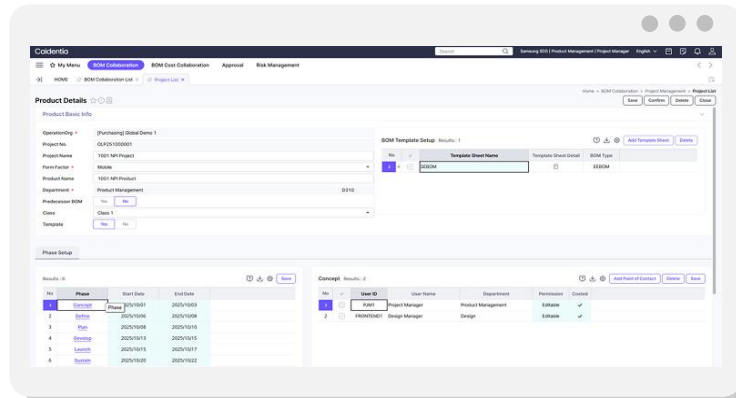 Caidentia
Search
Samsung SDS | Product Management | Project Manager English
My Menu BOM Collaboration BOM Cost Collaboration Approval Risk Management
HOME BOM Collaboration List × Project List ×
Home > BOM Collaboration > Project Management > Project List
Product Details
Save Confirm Delete Close
Product Basic Info
OperationOrg * [Purchasing] Global Demo 1
Project No. OLP251000001
Project Name 1001 NPI Project
Form Factor * Mobile
Product Name 1001 NPI Product
Department * Product Management D310
Predecessor BOM Yes No
Class Class 1
Template Yes No
BOM Template Setup Results : 1
Add Template Sheet Delete
No Template Sheet Name Template Sheet Detail BOM Type
1 EEBOM EEBOM
Phase Setup
Results : 6
Save
No Phase Start Date End Date
1 Concept 2025/10/01 2025/10/03
Phase
2 Define 2025/10/06 2025/10/08
3 Plan 2025/10/08 2025/10/10
4 Develop 2025/10/13 2025/10/15
5 Launch 2025/10/15 2025/10/17
6 Sustain 2025/10/20 2025/10/22
Concept Results : 2
Add Point of Contact Delete Save
No User ID User Name Department Permission Costed
1 PJM1 Project Manager Product Management Editable
2 FRONTEND1 Design Manager Design Editable